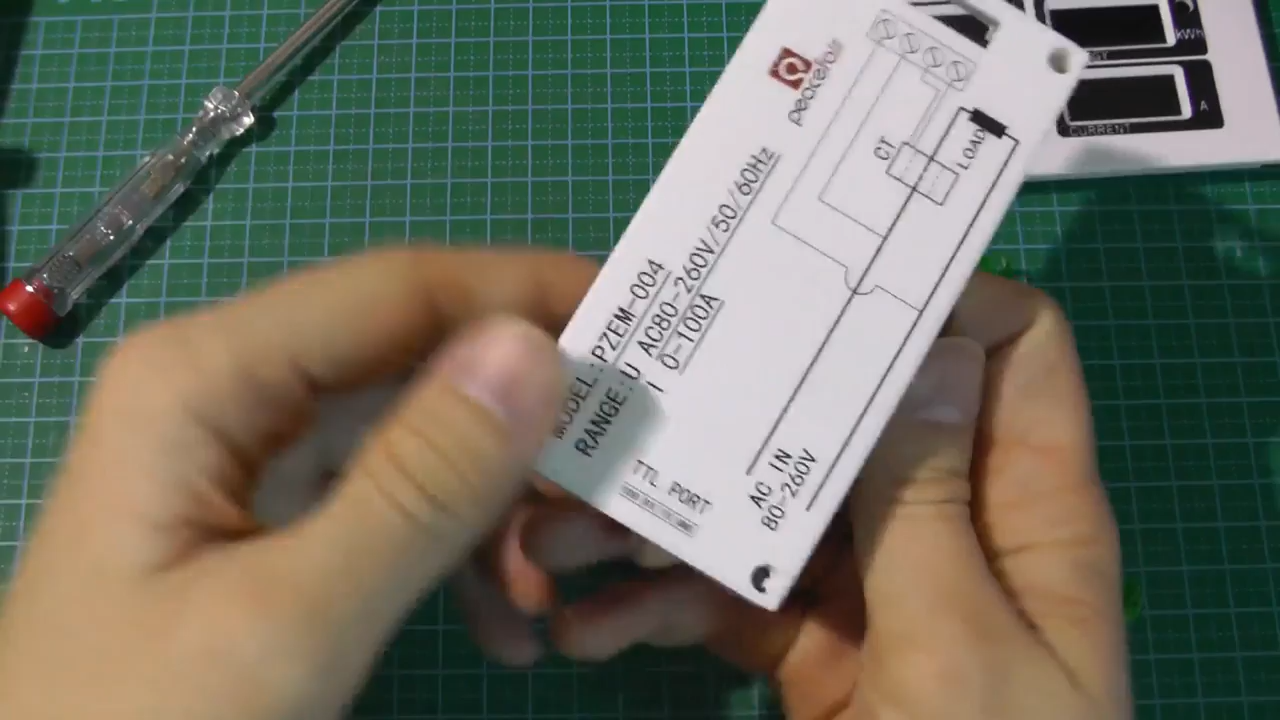 peacefair
MODEL:PZEM-004
RANGE:U AC80-260V/50/60Hz
I 0-100A
TTL PORT
CT
LOAD
AC IN
80-260V
kWh
A
CURRENT